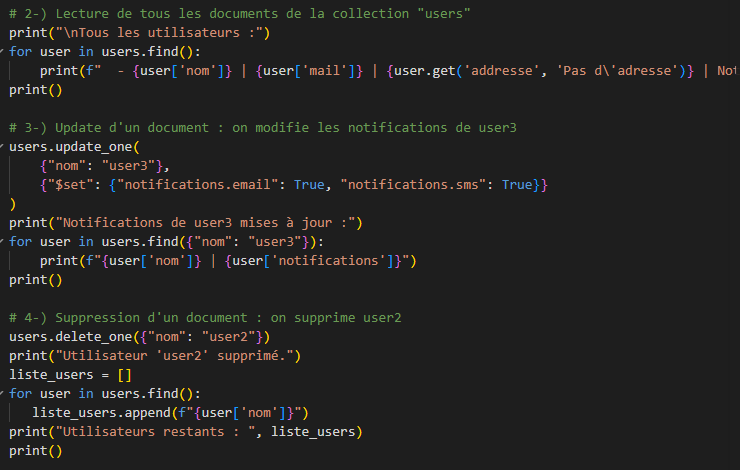 # 2-) Lecture de tous les documents de la collection "users"
print("\nTous les utilisateurs :")
for user in users.find():
    print(f"  - {user['nom']} | {user['mail']} | {user.get('addresse', 'Pas d\'adresse')} | Not
print()

# 3-) Update d'un document : on modifie les notifications de user3
users.update_one(
    {"nom": "user3"},
    {"$set": {"notifications.email": True, "notifications.sms": True}}
)
print("Notifications de user3 mises à jour :")
for user in users.find({"nom": "user3"}):
    print(f"{user['nom']} | {user['notifications']}")
print()

# 4-) Suppression d'un document : on supprime user2
users.delete_one({"nom": "user2"})
print("Utilisateur 'user2' supprimé.")
liste_users = []
for user in users.find():
   liste_users.append(f"{user['nom']}")
print("Utilisateurs restants : ", liste_users)
print()